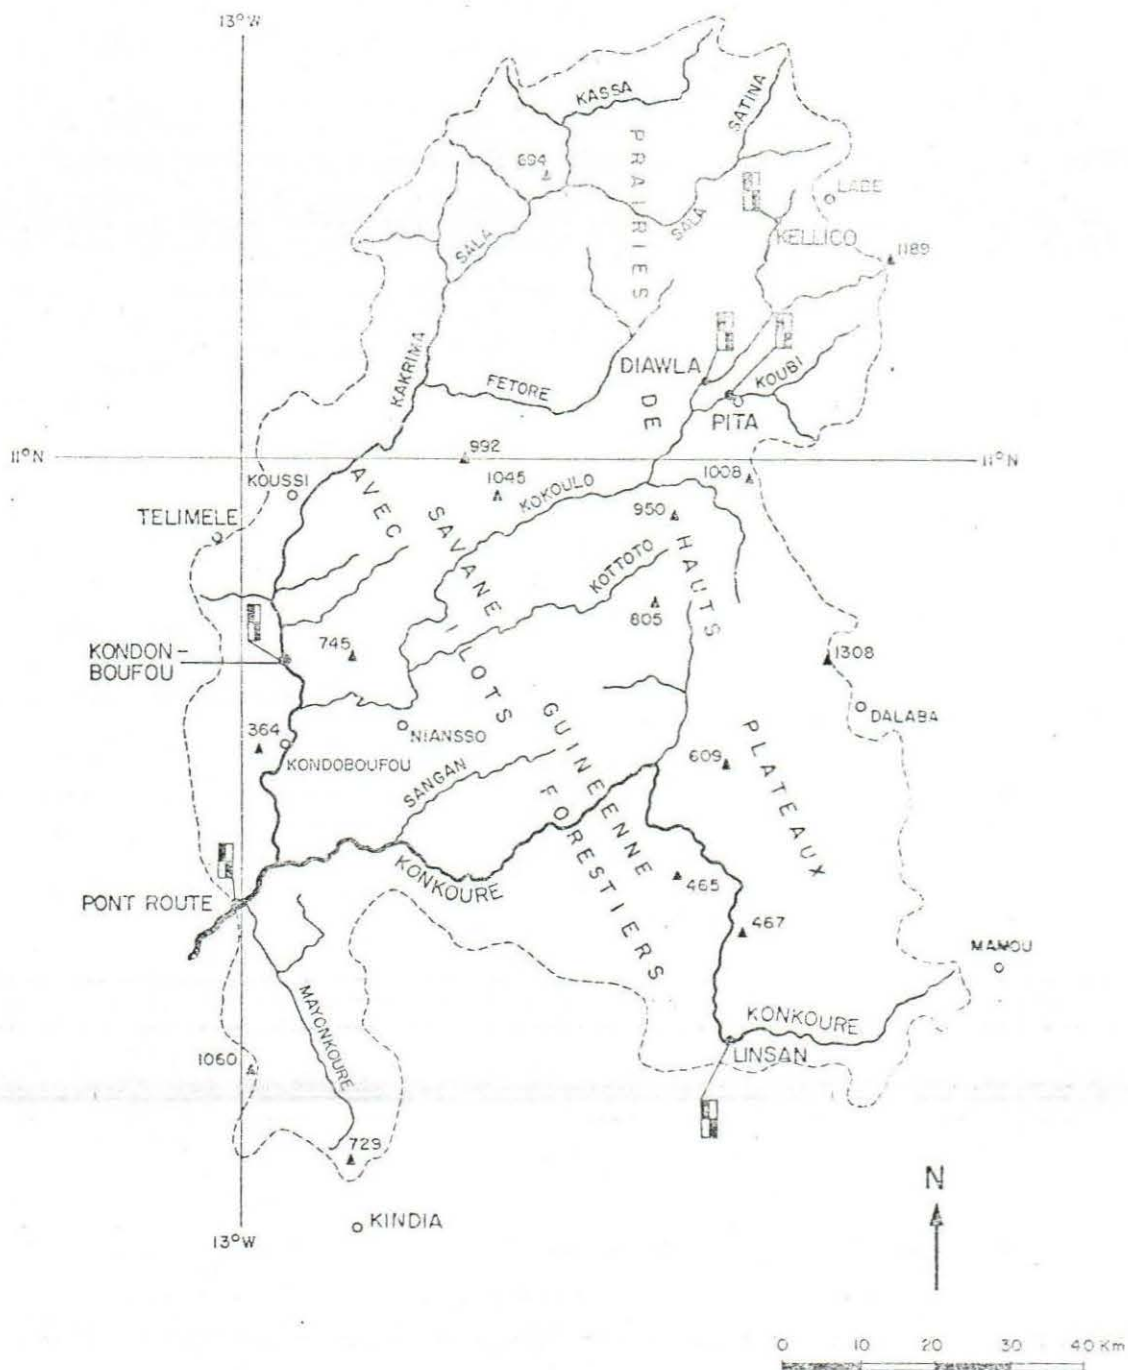 13°W
KASSA
SATINA
PRAIRIES
694
LABE
SALA
SALA
KELLICO
1189
KAKRIMA
DIAWLA
KOUBI
FETORE
DE
PITA
11°N
992
11°N
KOUSSI
1045
1008
AVEC
KOKOULO
TELIMELE
SAVANE
950
HAUTS
KOTTOTO
805
KONDON-
BOUFOU
745
ILOTS
1308
GUINEENNE
DALABA
364
NIANSSO
PLATEAUX
KONDOBOUFOU
SANGAN
609
FORESTIERS
KONKOURE
465
PONT ROUTE
467
MAMOU
MAYONKOURE
KONKOURE
1060
LINSAN
729
N
KINDIA
13°W
0 10 20 30 40 Km